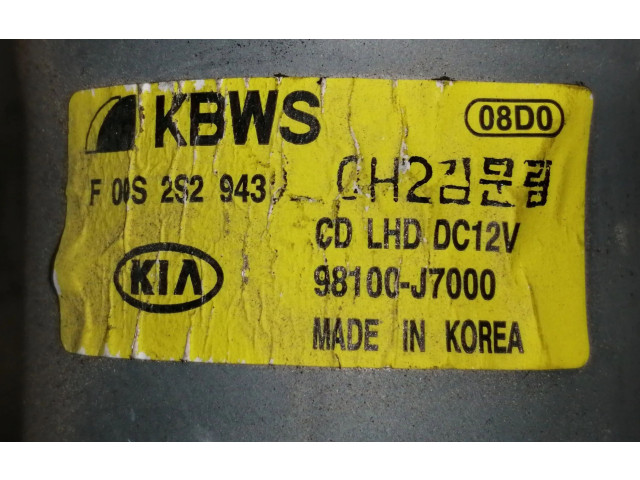 KBWS
08D0
F 00S 2S2 943
CH2김문림
CD LHD DC12V
KIA
98100-J7000
MADE IN KOREA